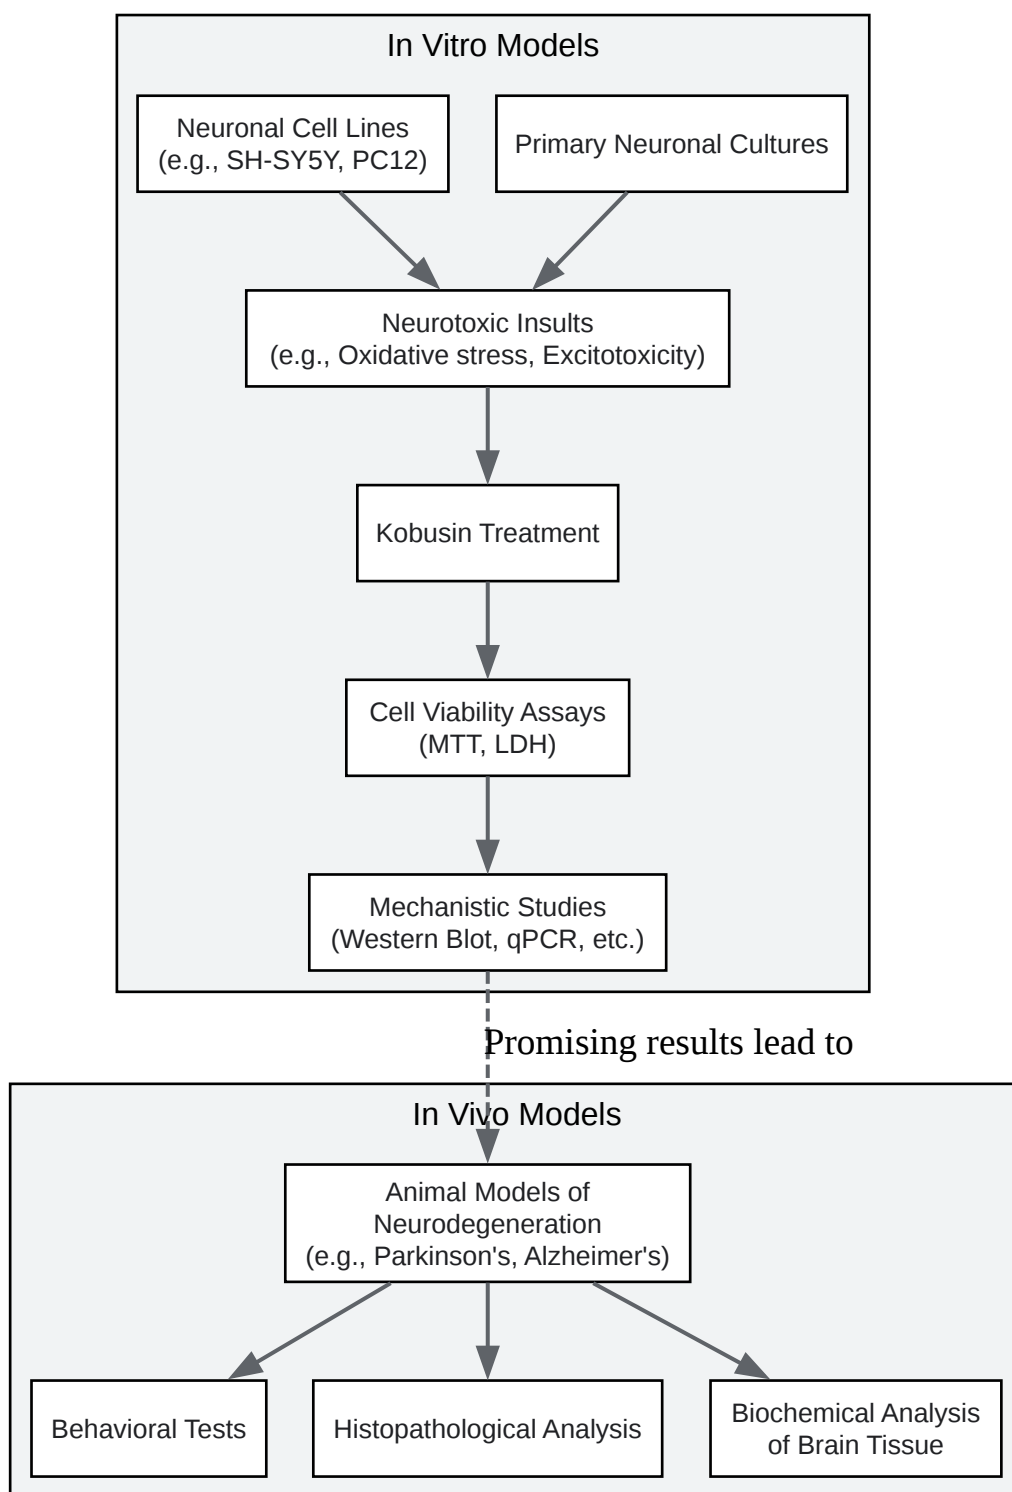 In Vitro Models
Neuronal Cell Lines
(e.g., SH-SY5Y, PC12)
Primary Neuronal Cultures
Neurotoxic Insults
(e.g., Oxidative stress, Excitotoxicity)
Kobusin Treatment
Cell Viability Assays
(MTT, LDH)
Mechanistic Studies
(Western Blot, qPCR, etc.)
Promising results lead to
In Vivo Models
Animal Models of
Neurodegeneration
(e.g., Parkinson's, Alzheimer's)
Behavioral Tests
Histopathological Analysis
Biochemical Analysis
of Brain Tissue